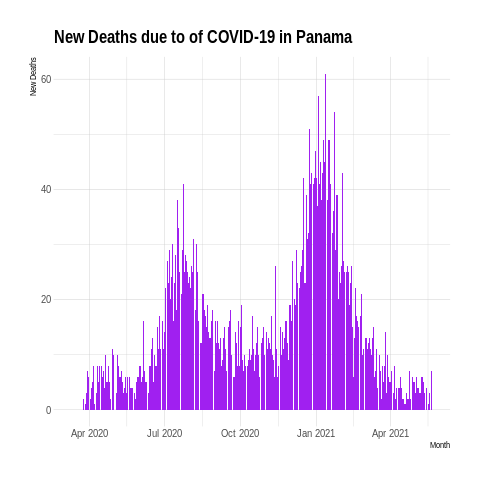 New Deaths due to of COVID-19 in Panama
New Deaths
60
40
20
0
Apr 2020 Jul 2020 Oct 2020 Jan 2021 Apr 2021
Month